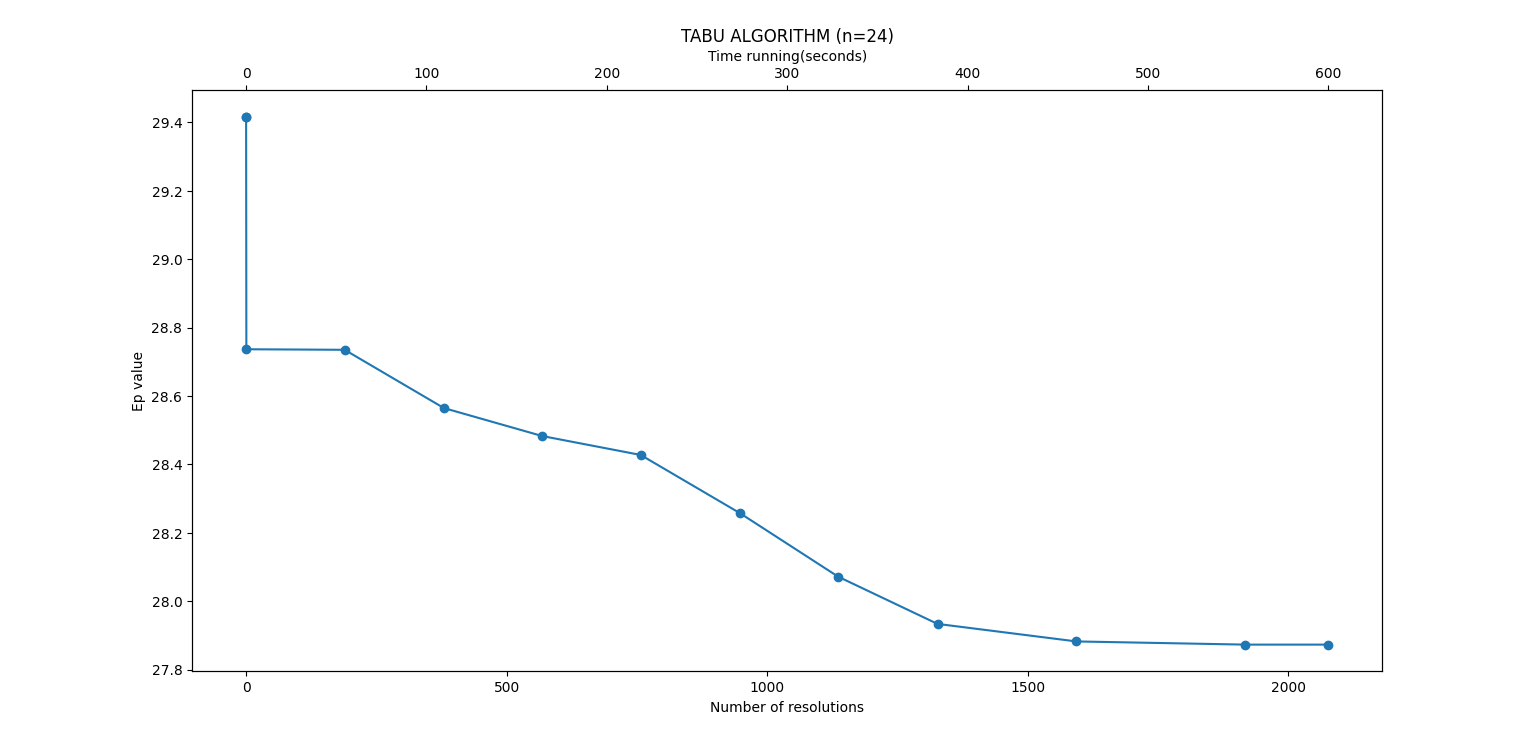 TABU ALGORITHM (n=24)
Time running(seconds)
0 100 200 300 400 500 600
29.4
29.2
29.0
28.8
28.6
28.4
28.2
28.0
27.8
Ep value
0 500 1000 1500 2000
Number of resolutions